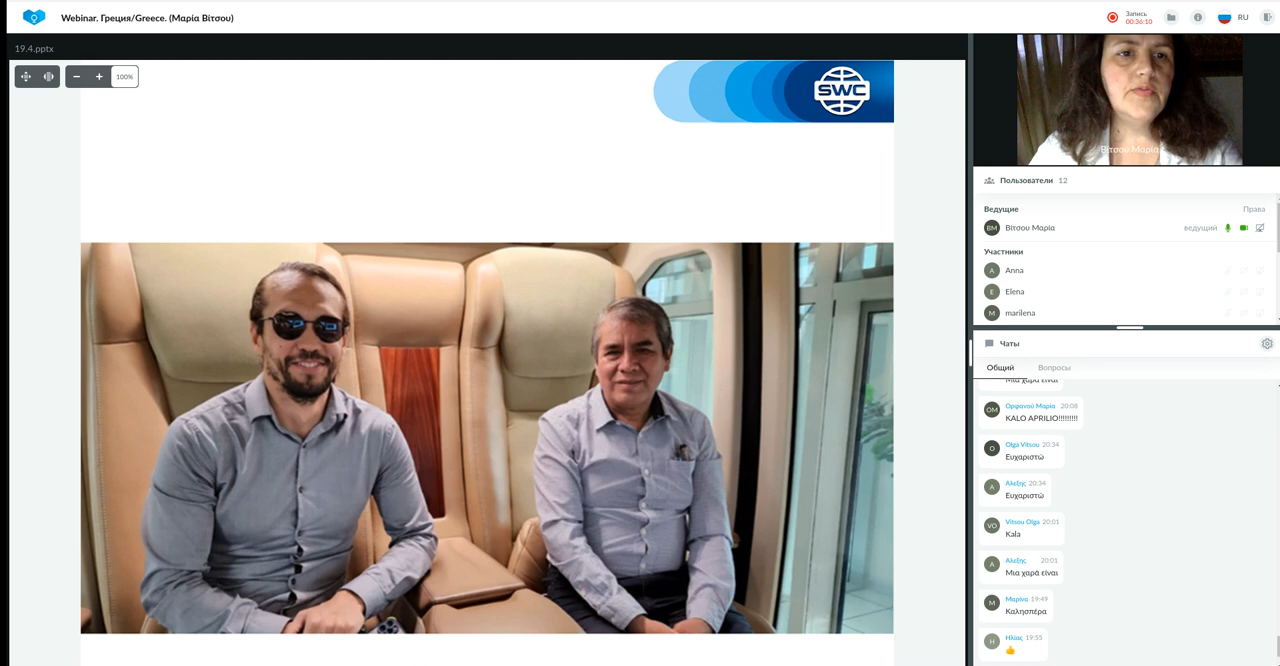 Webinar. Греция/Greece. (Μαρία Βίτσου)
Запись
00:36:10
RU
19.4.pptx
100%
SWC
Βίτσου Μαρία
Пользователи 12
Ведущие Права
ΒΜ Βίτσου Μαρία ведущий
Участники
A Anna
E Elena
M marilena
Чаты
Общий Вопросы
Μια χαρά είναι
ΟΜ Ορφανού Μαρία 20:08
KALO APRILIO!!!!!!!!!
O Olga Vitsou 20:34
Ευχαριστώ
Α Αλεξης 20:34
Ευχαριστώ
VO Vitsou Olga 20:01
Kala
Α Αλεξης 20:01
Μια χαρά είναι
Μ Μαρίνα 19:49
Καλησπέρα
Η Ηλίας 19:55
👍